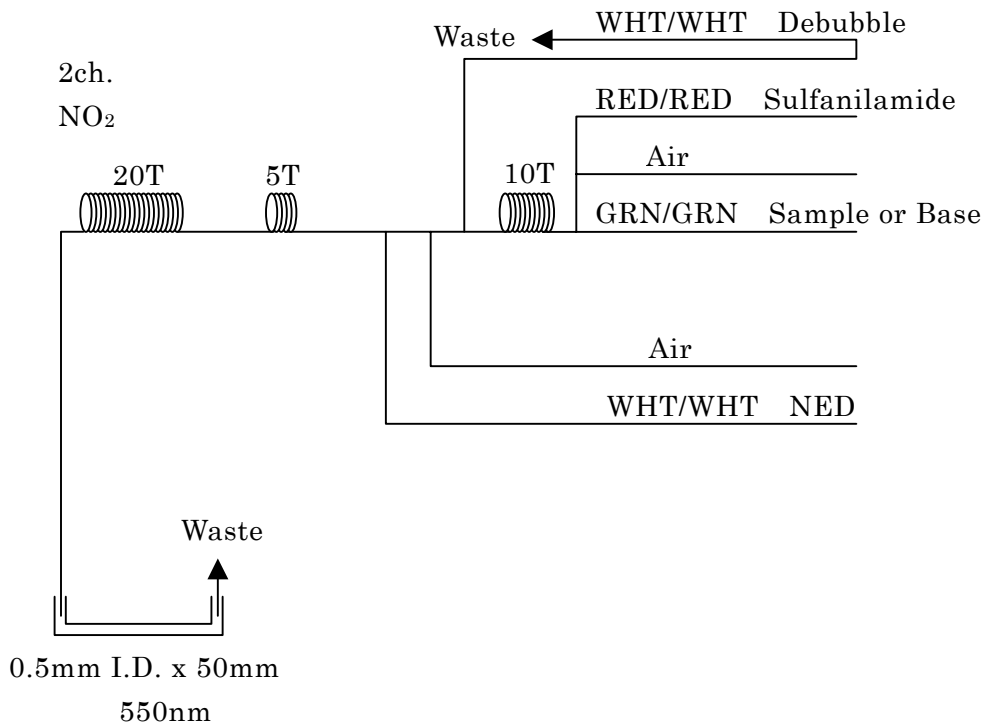 Waste WHT/WHT Debubble
2ch.
NO₂
RED/RED Sulfanilamide
Air
20T 5T 10T
GRN/GRN Sample or Base
Air
WHT/WHT NED
Waste
0.5mm I.D. x 50mm
550nm